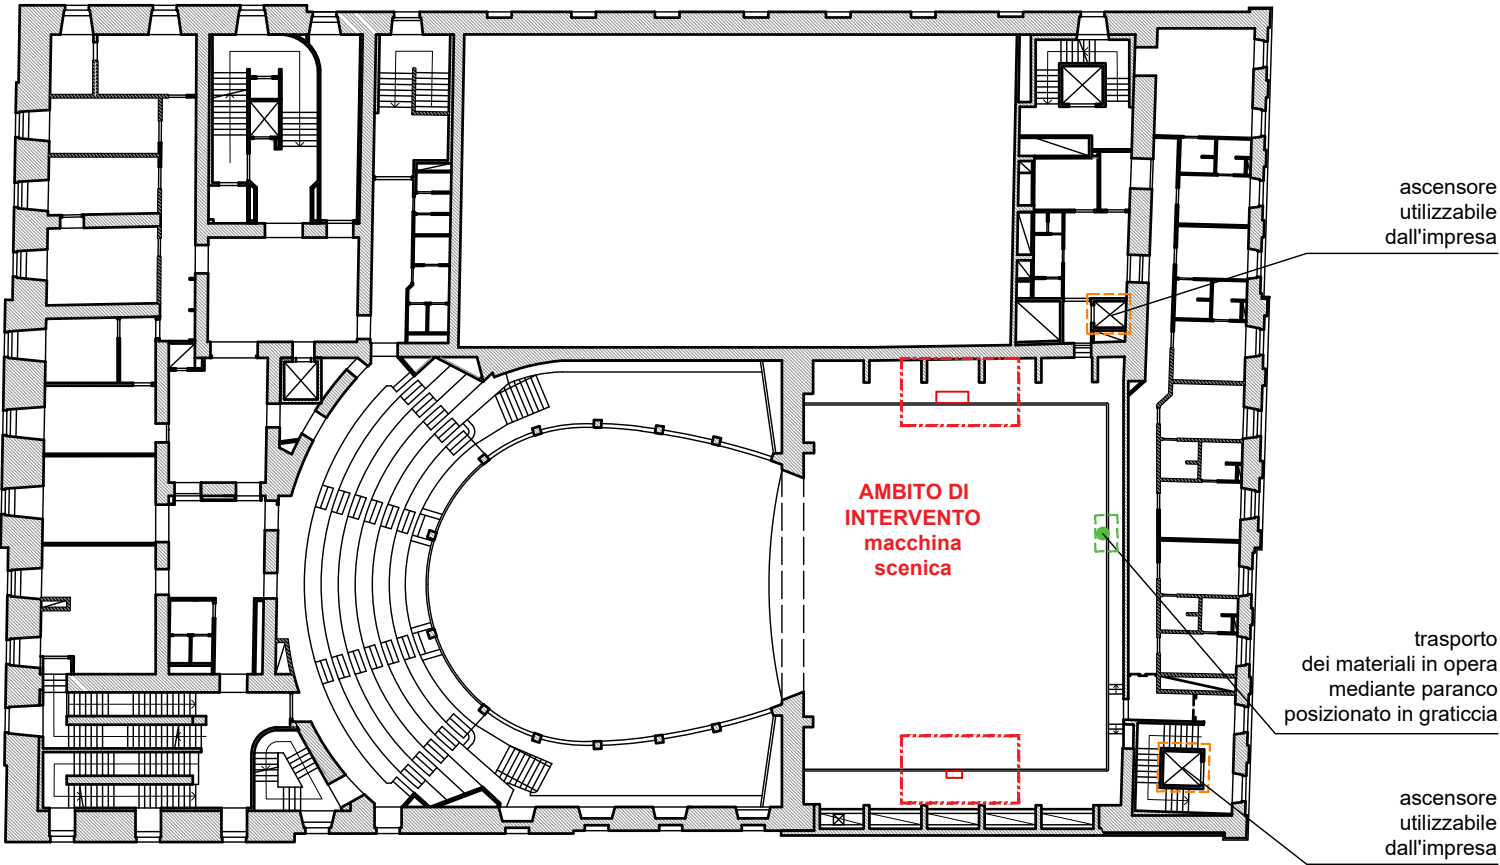 ascensore
utilizzabile
dall'impresa
AMBITO DI
INTERVENTO
macchina
scenica
trasporto
dei materiali in opera
mediante paranco
posizionato in graticcia
ascensore
utilizzabile
dall'impresa